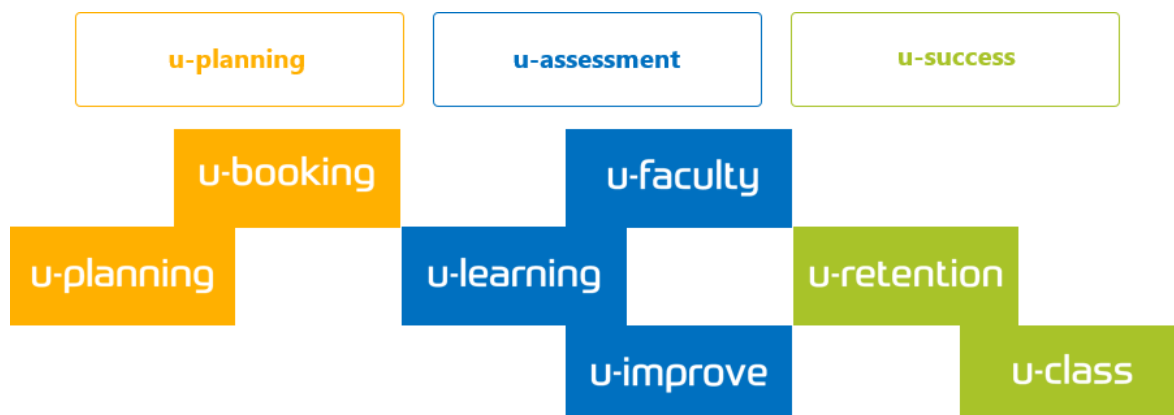 u-planning
u-assessment
u-success
u-booking
u-faculty
u-planning
u-learning
u-retention
u-improve
u-class